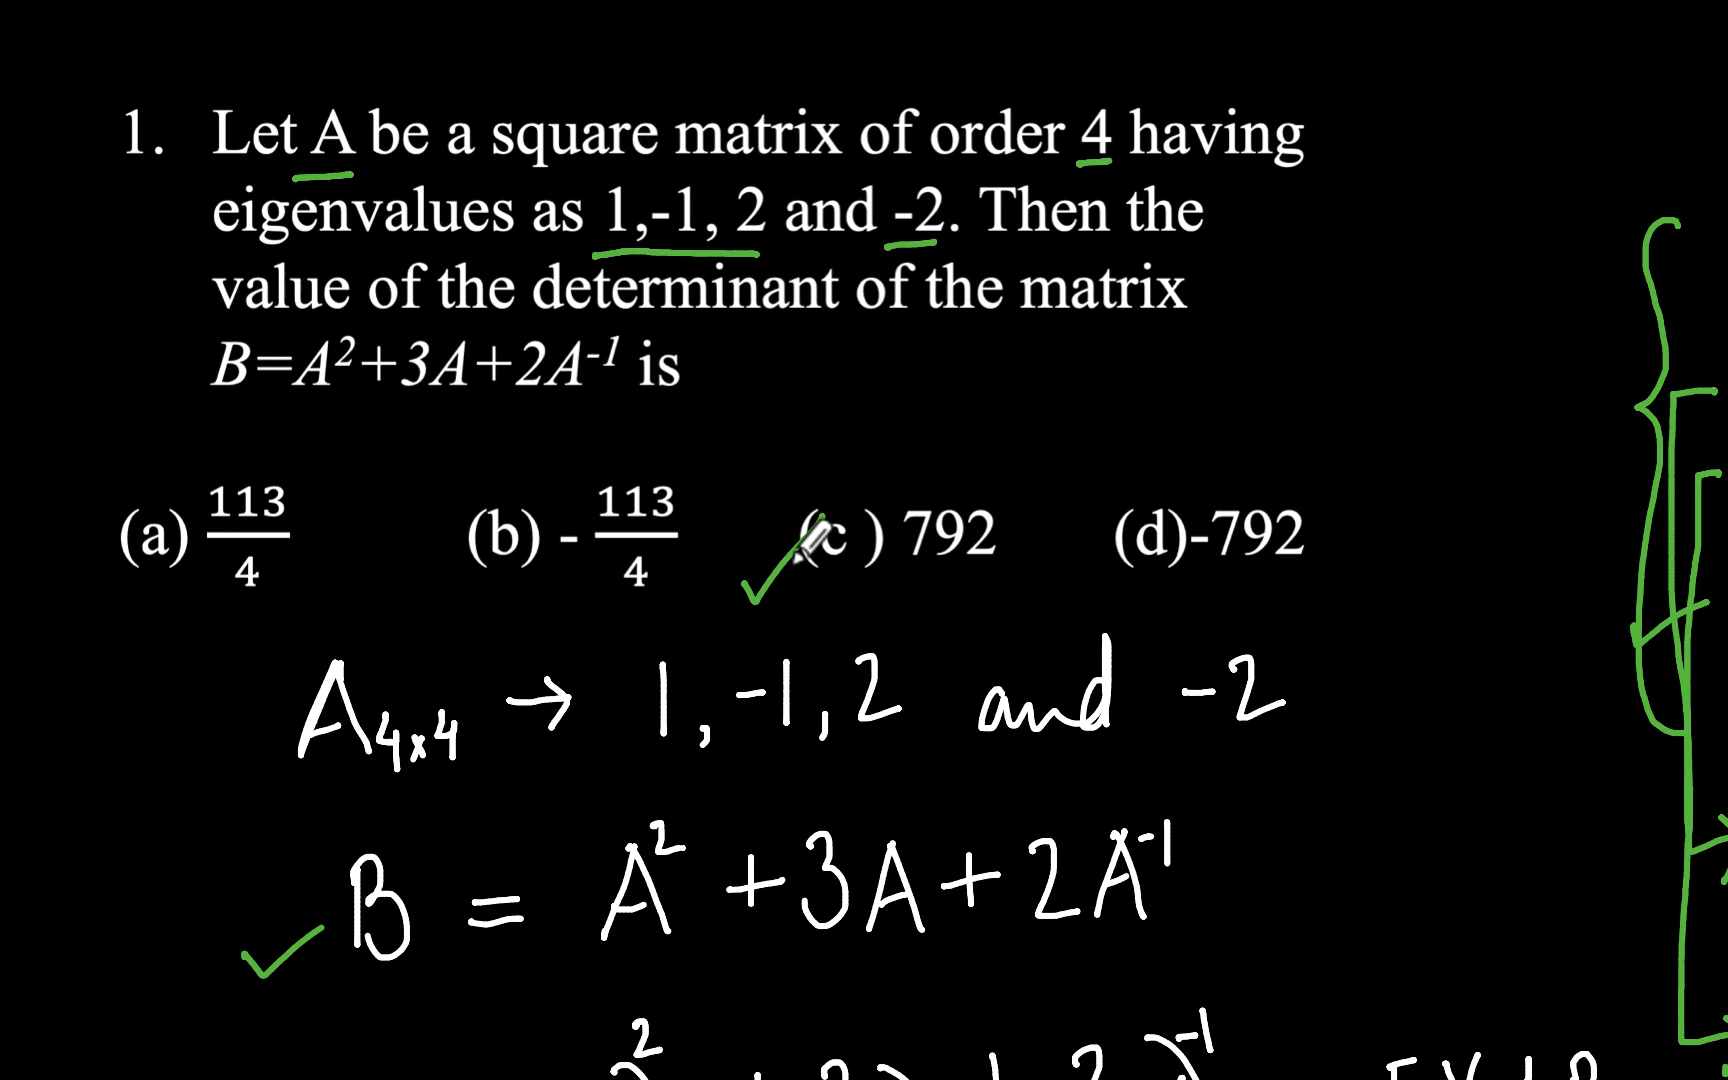 1. Let A be a square matrix of order 4 having
eigenvalues as 1,-1, 2 and -2. Then the
value of the determinant of the matrix
B=A²+3A+2A⁻¹ is
(a) 113/4 (b) - 113/4 (c ) 792 (d)-792
A₄ₓ₄ → 1, -1, 2 and -2
B = A² + 3A + 2A⁻¹